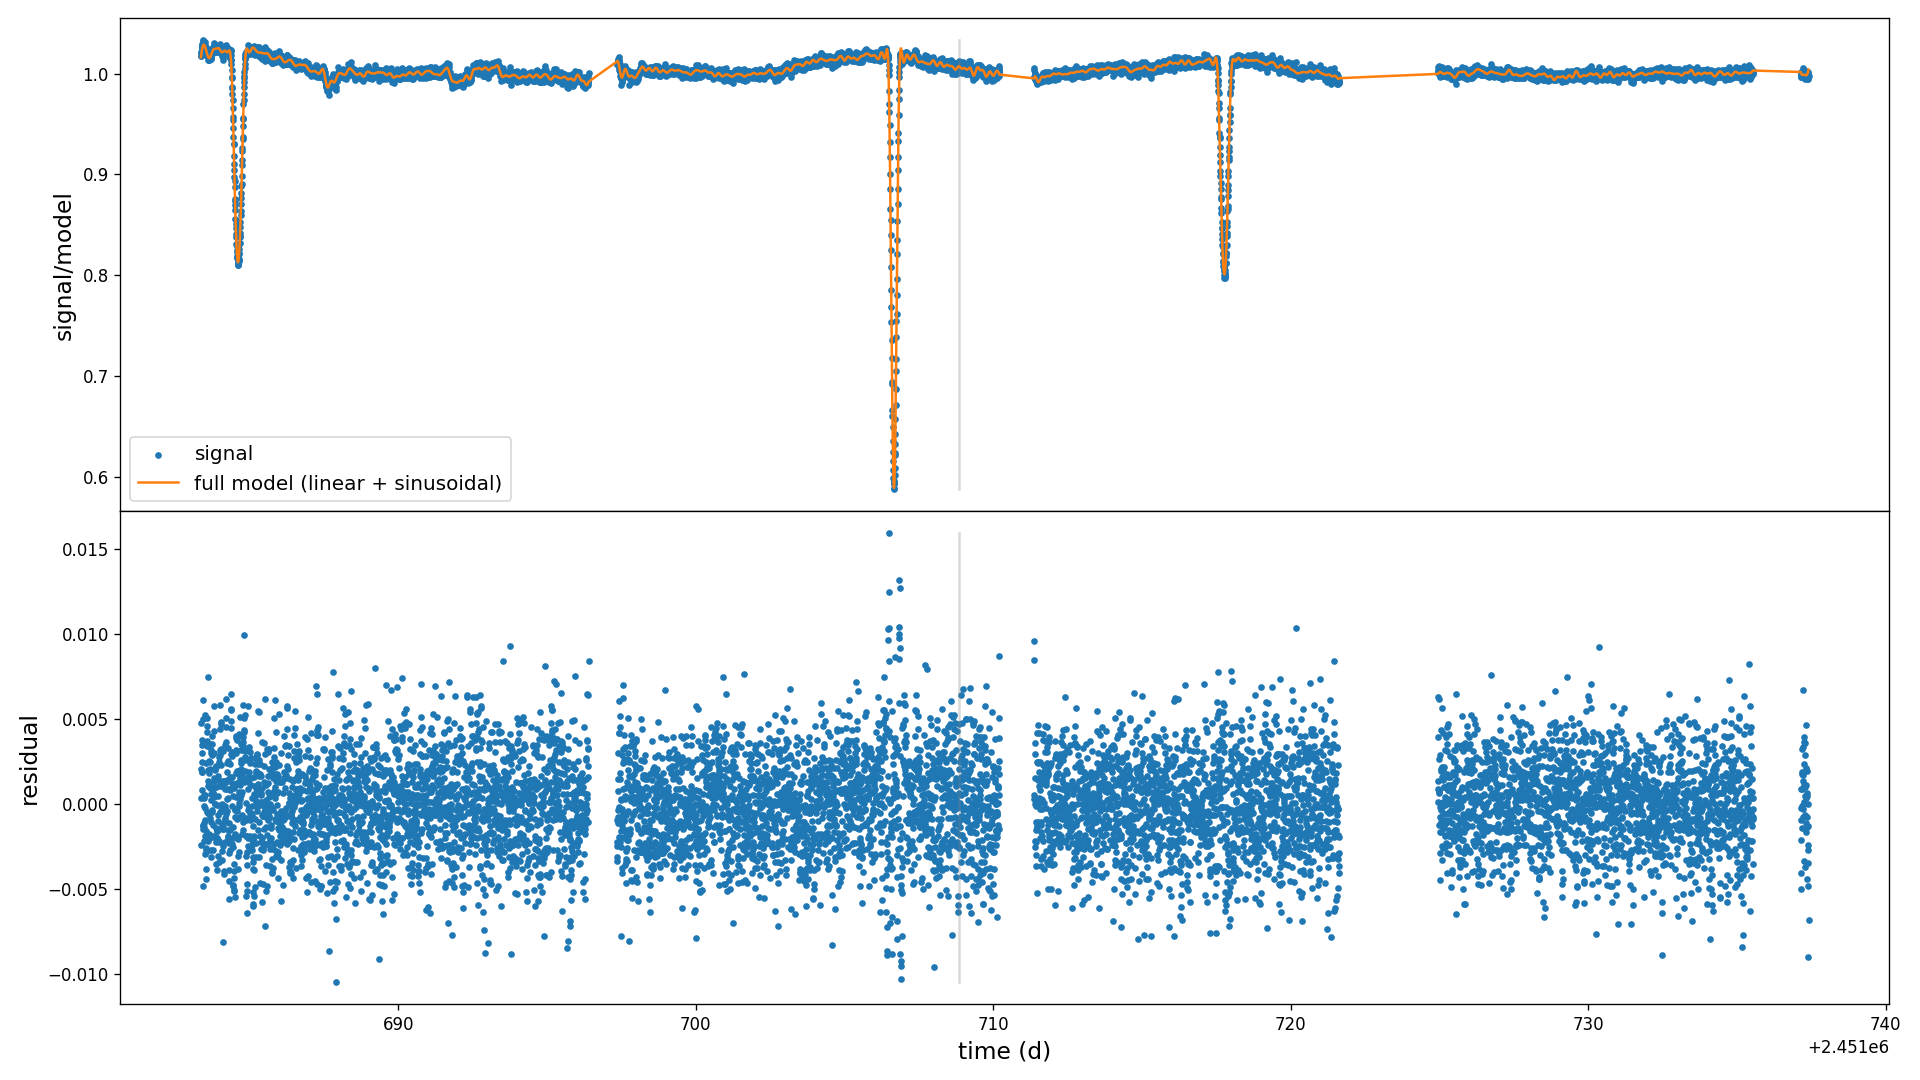 signal/model
1.0
0.9
0.8
0.7
0.6
signal
full model (linear + sinusoidal)
residual
0.015
0.010
0.005
0.000
−0.005
−0.010
690
700
710
720
730
740
time (d)
+2.451e6